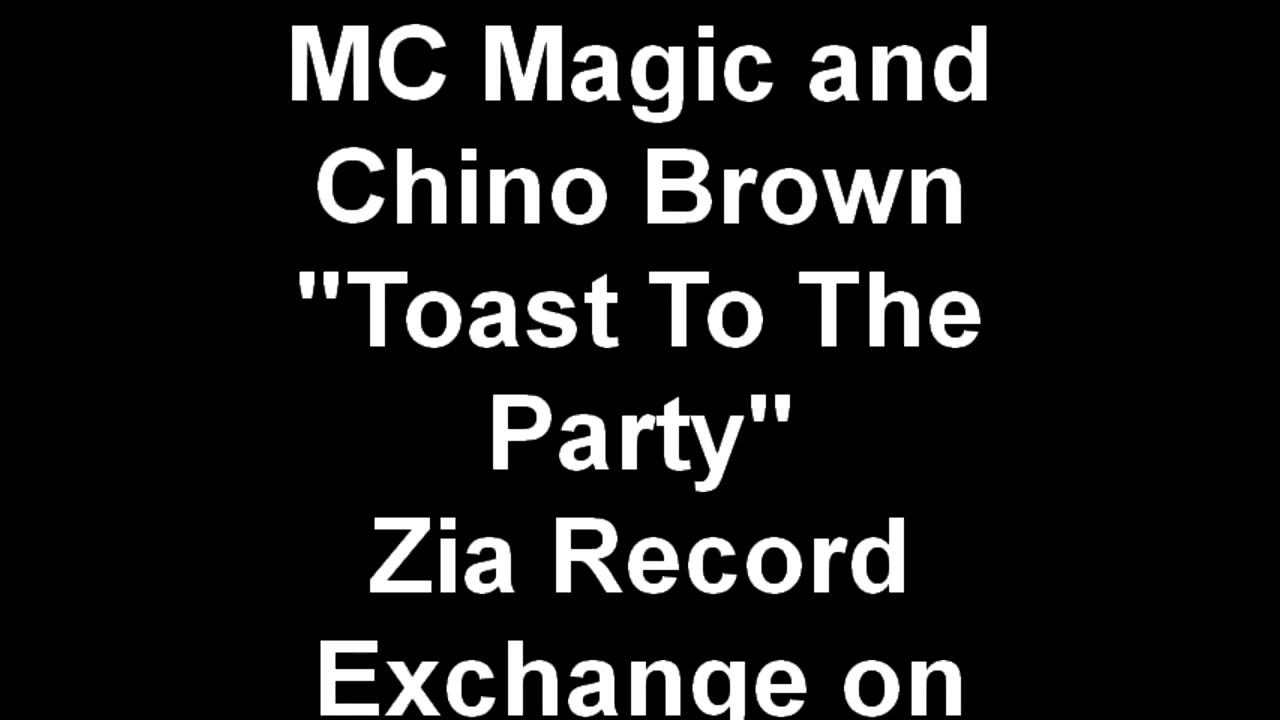 MC Magic and
Chino Brown
"Toast To The
Party"
Zia Record
Exchange on